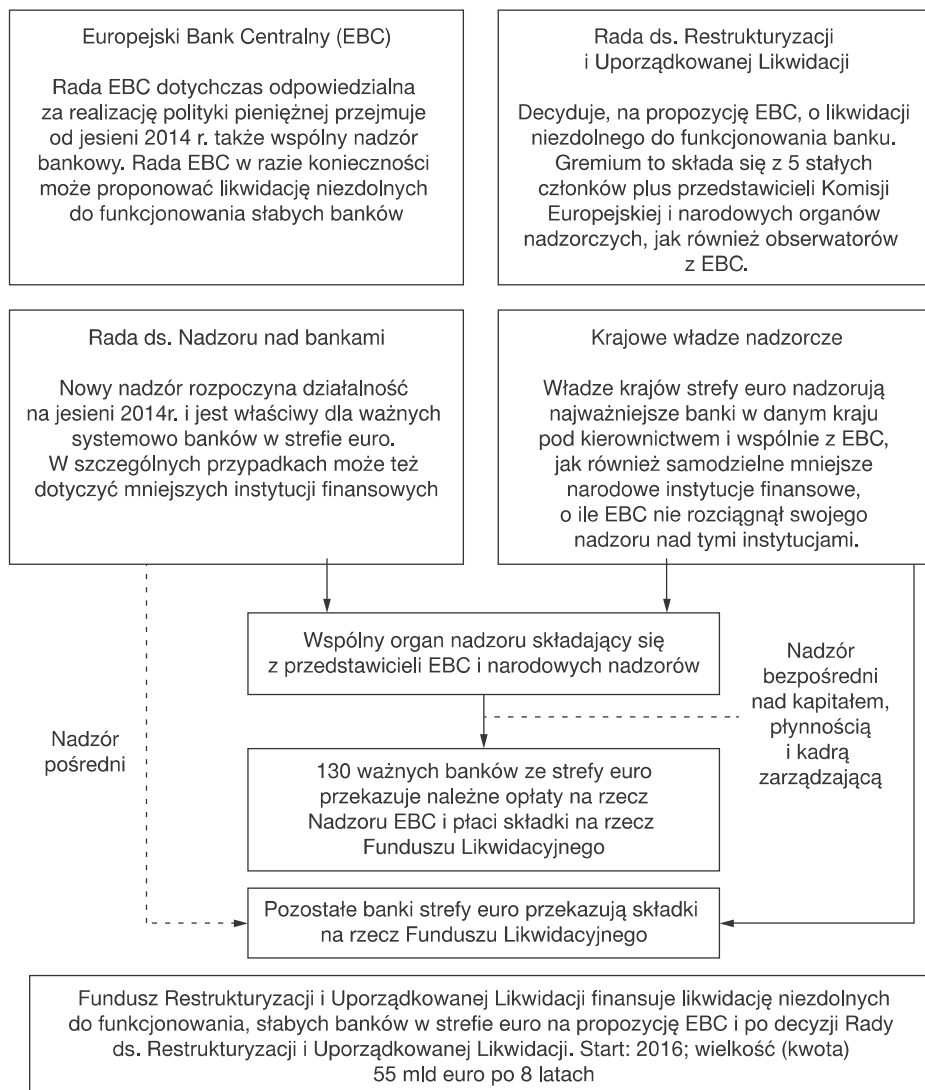 Europejski Bank Centralny (EBC)
Rada EBC dotychczas odpowiedzialna
za realizację polityki pieniężnej przejmuje
od jesieni 2014 r. także wspólny nadzór
bankowy. Rada EBC w razie konieczności
może proponować likwidację niezdolnych
do funkcjonowania słabych banków
Rada ds. Restrukturyzacji
i Uporządkowanej Likwidacji
Decyduje, na propozycję EBC, o likwidacji
niezdolnego do funkcjonowania banku.
Gremium to składa się z 5 stałych
członków plus przedstawicieli Komisji
Europejskiej i narodowych organów
nadzorczych, jak również obserwatorów
z EBC.
Rada ds. Nadzoru nad bankami
Nowy nadzór rozpoczyna działalność
na jesieni 2014r. i jest właściwy dla ważnych
systemowo banków w strefie euro.
W szczególnych przypadkach może też
dotyczyć mniejszych instytucji finansowych
Krajowe władze nadzorcze
Władze krajów strefy euro nadzorują
najważniejsze banki w danym kraju
pod kierownictwem i wspólnie z EBC,
jak również samodzielne mniejsze
narodowe instytucje finansowe,
o ile EBC nie rozciągnął swojego
nadzoru nad tymi instytucjami.
Wspólny organ nadzoru składający się
z przedstawicieli EBC i narodowych nadzorów
Nadzór
bezpośredni
nad kapitałem,
płynnością
i kadrą
zarządzającą
Nadzór
pośredni
130 ważnych banków ze strefy euro
przekazuje należne opłaty na rzecz
Nadzoru EBC i płaci składki na rzecz
Funduszu Likwidacyjnego
Pozostałe banki strefy euro przekazują składki
na rzecz Funduszu Likwidacyjnego
Fundusz Restrukturyzacji i Uporządkowanej Likwidacji finansuje likwidację niezdolnych
do funkcjonowania, słabych banków w strefie euro na propozycję EBC i po decyzji Rady
ds. Restrukturyzacji i Uporządkowanej Likwidacji. Start: 2016; wielkość (kwota)
55 mld euro po 8 latach